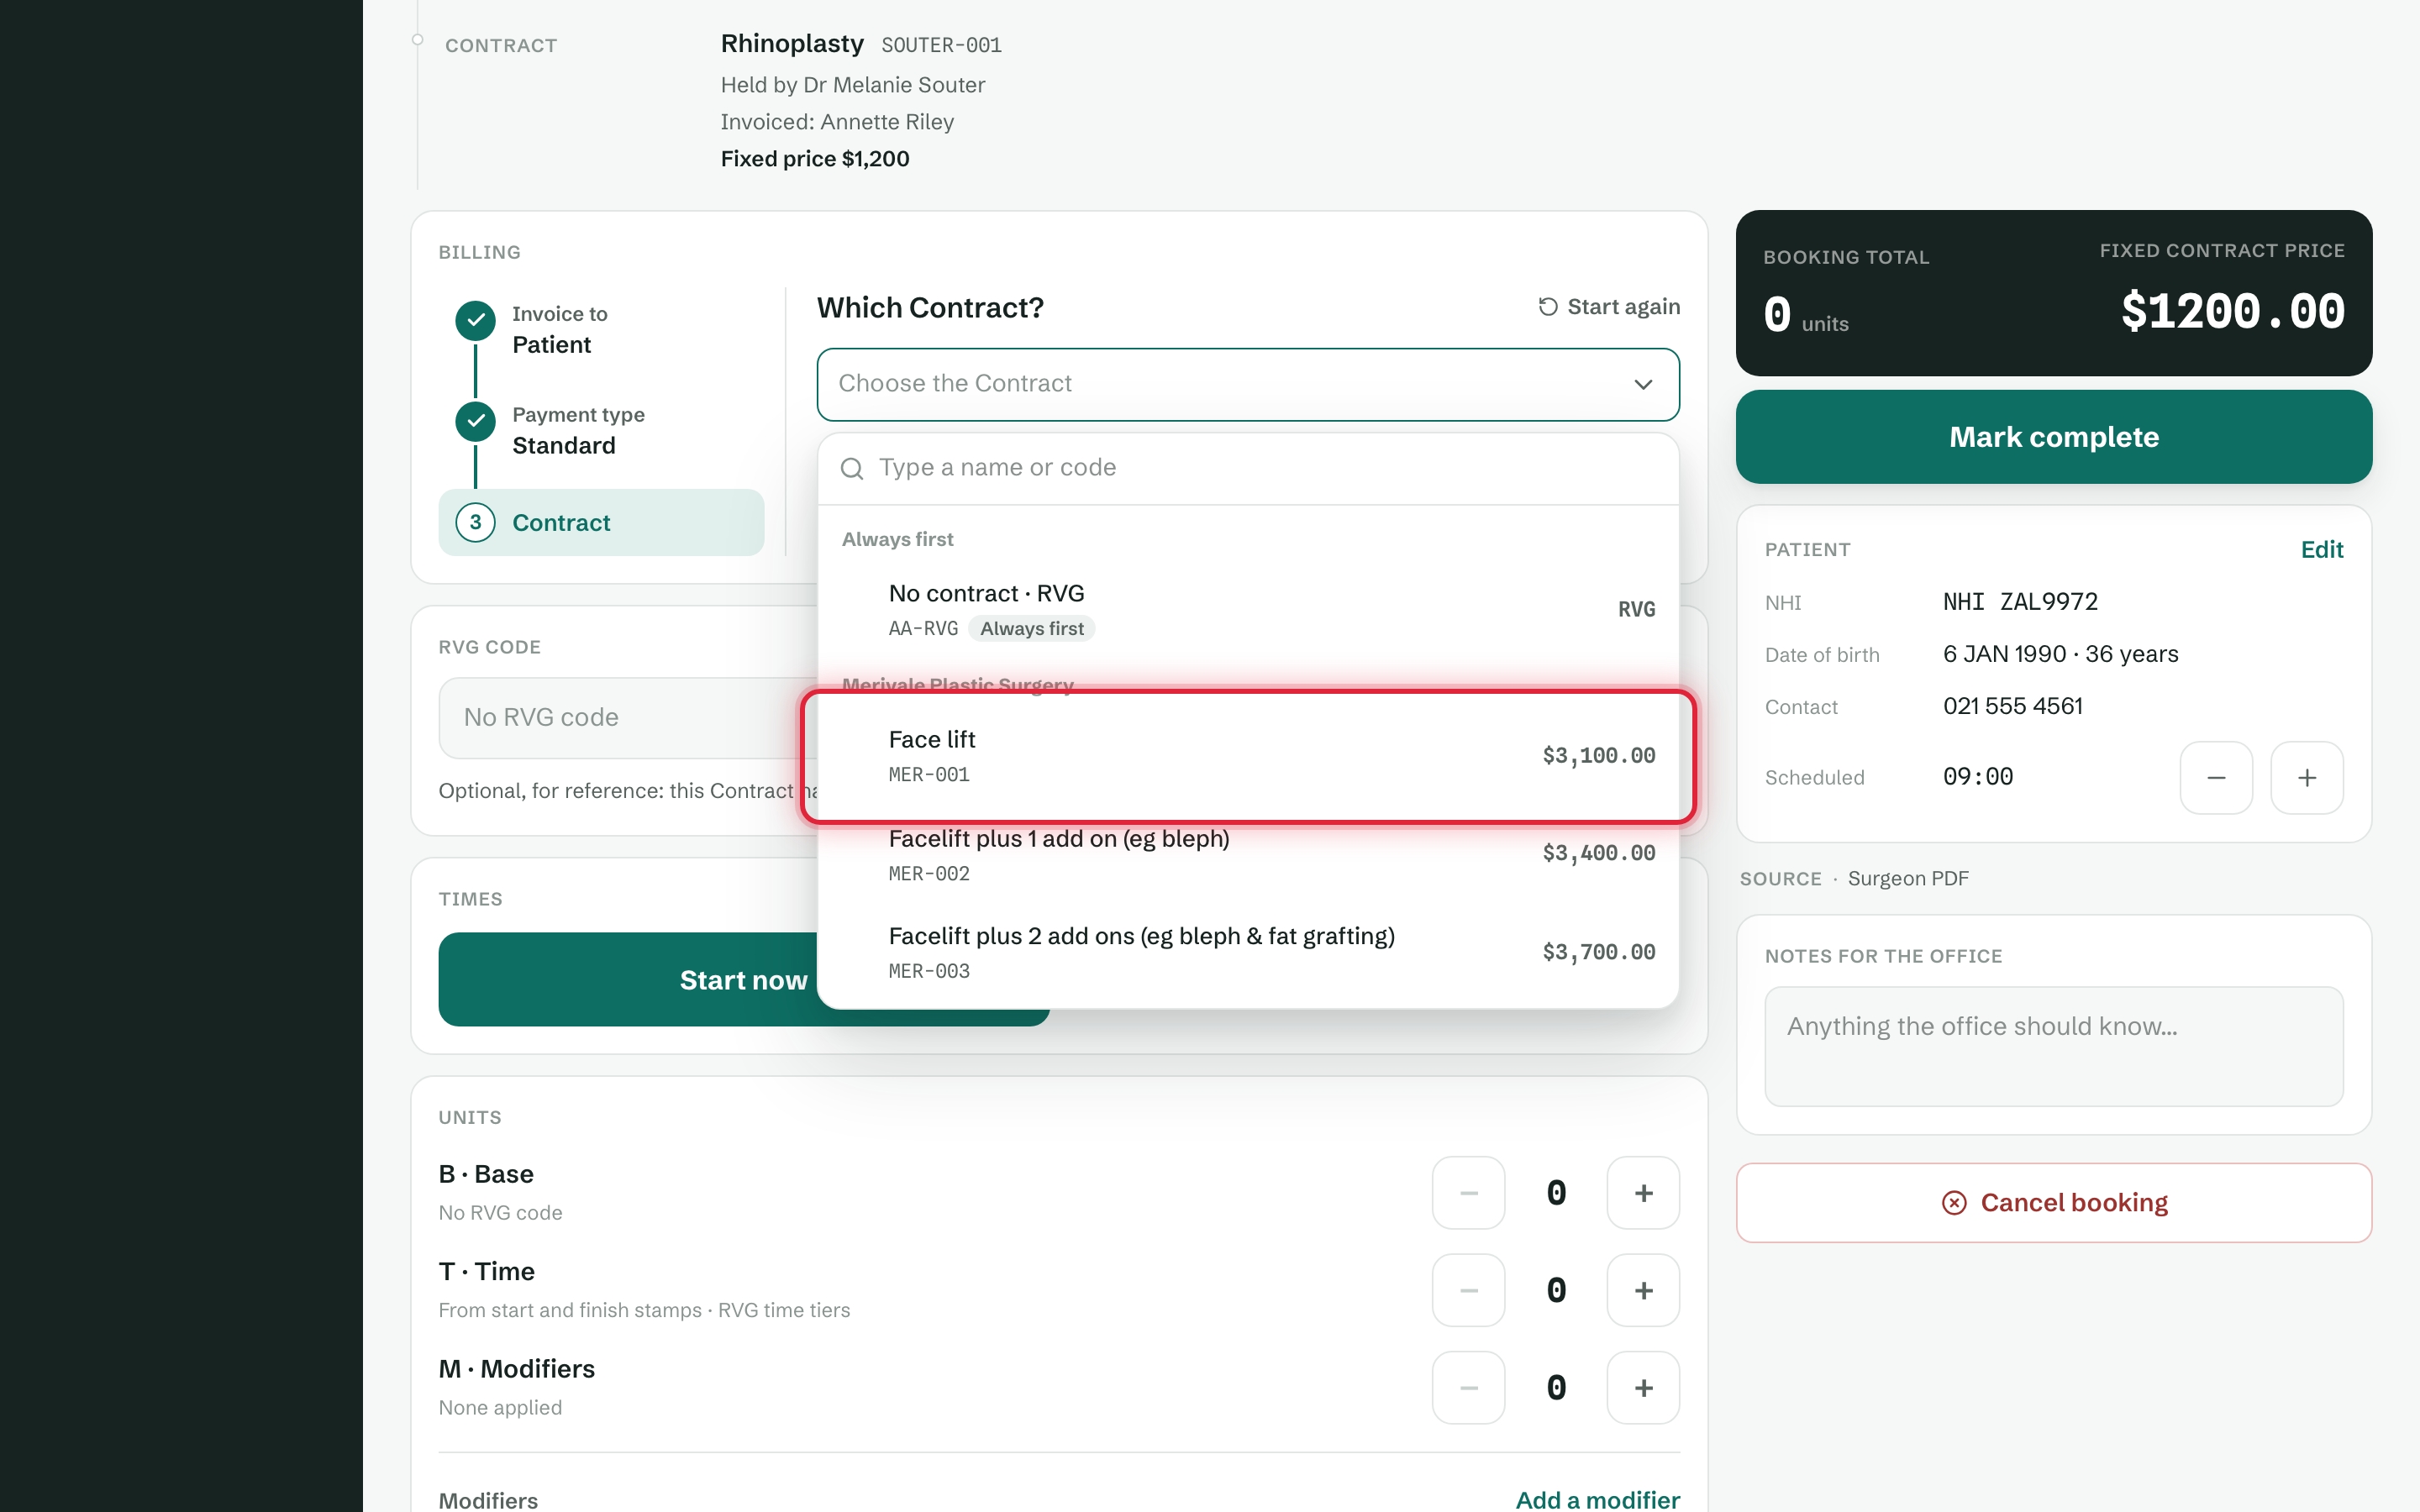 CONTRACT
Rhinoplasty SOUTER-001
Held by Dr Melanie Souter
Invoiced: Annette Riley
Fixed price $1,200
BILLING
Invoice to
Patient
Payment type
Standard
3 Contract
Which Contract?
Start again
Choose the Contract
Type a name or code
Always first
No contract · RVG
AA-RVG Always first
RVG
Merivale Plastic Surgery
Face lift
MER-001
$3,100.00
Facelift plus 1 add on (eg bleph)
MER-002
$3,400.00
Facelift plus 2 add ons (eg bleph & fat grafting)
MER-003
$3,700.00
RVG CODE
No RVG code
Optional, for reference: this Contract
TIMES
Start now
UNITS
B · Base
No RVG code
0
T · Time
From start and finish stamps · RVG time tiers
0
M · Modifiers
None applied
0
Modifiers
Add a modifier
BOOKING TOTAL
0 units
FIXED CONTRACT PRICE
$1200.00
Mark complete
PATIENT
Edit
NHI NHI ZAL9972
Date of birth 6 JAN 1990 · 36 years
Contact 021 555 4561
Scheduled 09:00
SOURCE · Surgeon PDF
NOTES FOR THE OFFICE
Anything the office should know...
Cancel booking